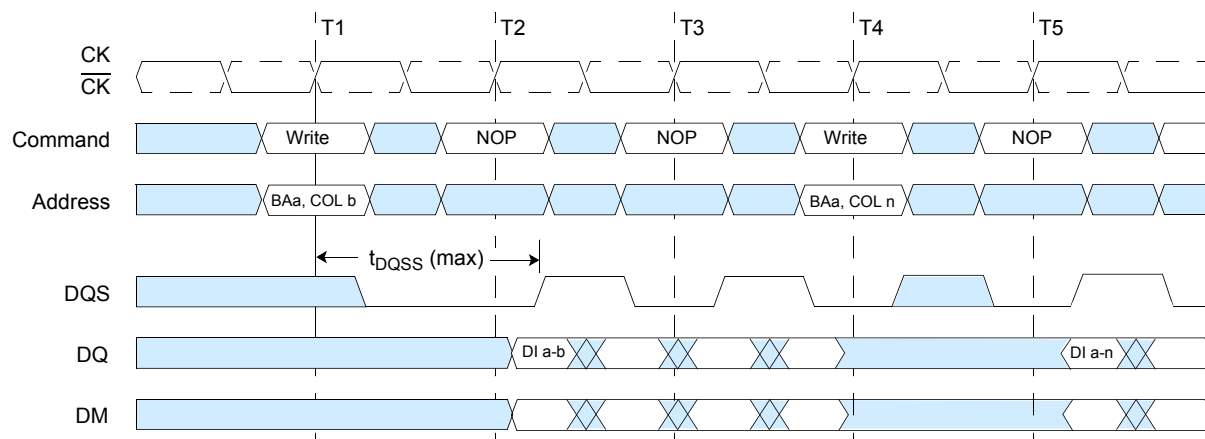 T1 T2 T3 T4 T5
CK
CK
Command Write NOP NOP Write NOP
Address BAa, COL b BAa, COL n
tDQSS (max)
DQS
DQ DI a-b DI a-n
DM